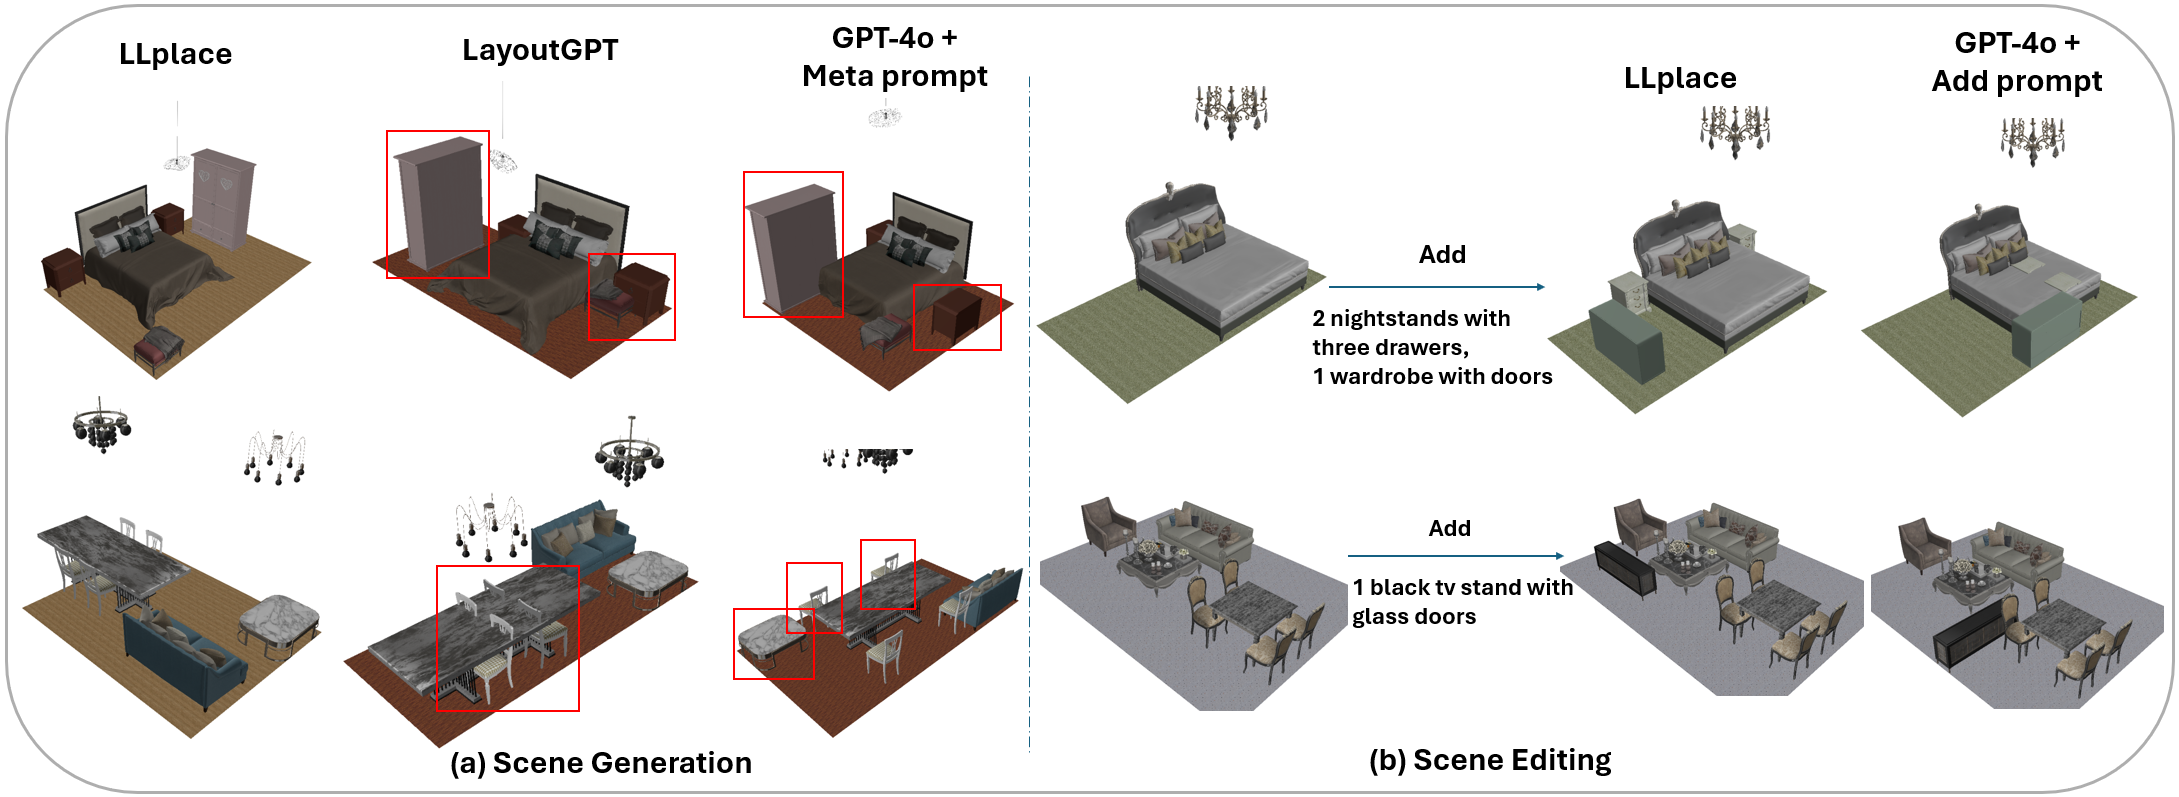 LLplace
LayoutGPT
GPT-4o +
Meta prompt
LLplace
GPT-4o +
Add prompt
Add
2 nightstands with
three drawers,
1 wardrobe with doors
Add
1 black tv stand with
glass doors
(a) Scene Generation
(b) Scene Editing